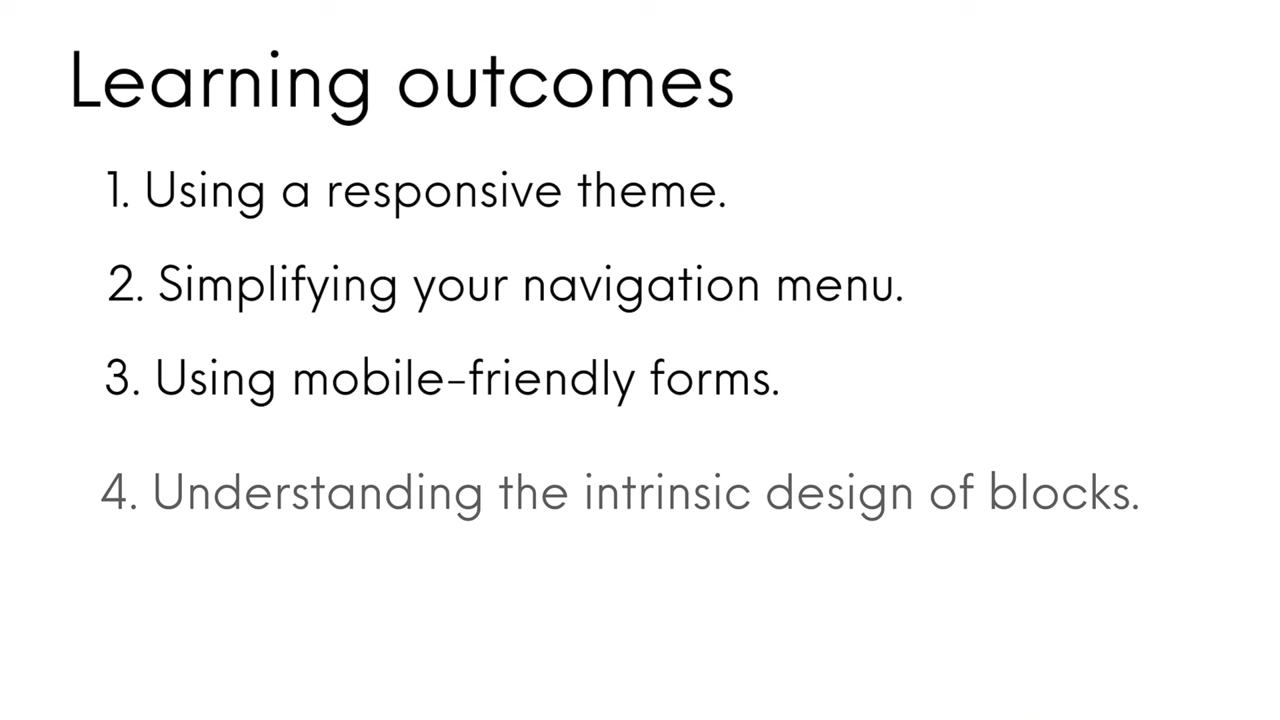 Learning outcomes
1. Using a responsive theme.
2. Simplifying your navigation menu.
3. Using mobile-friendly forms.
4. Understanding the intrinsic design of blocks.